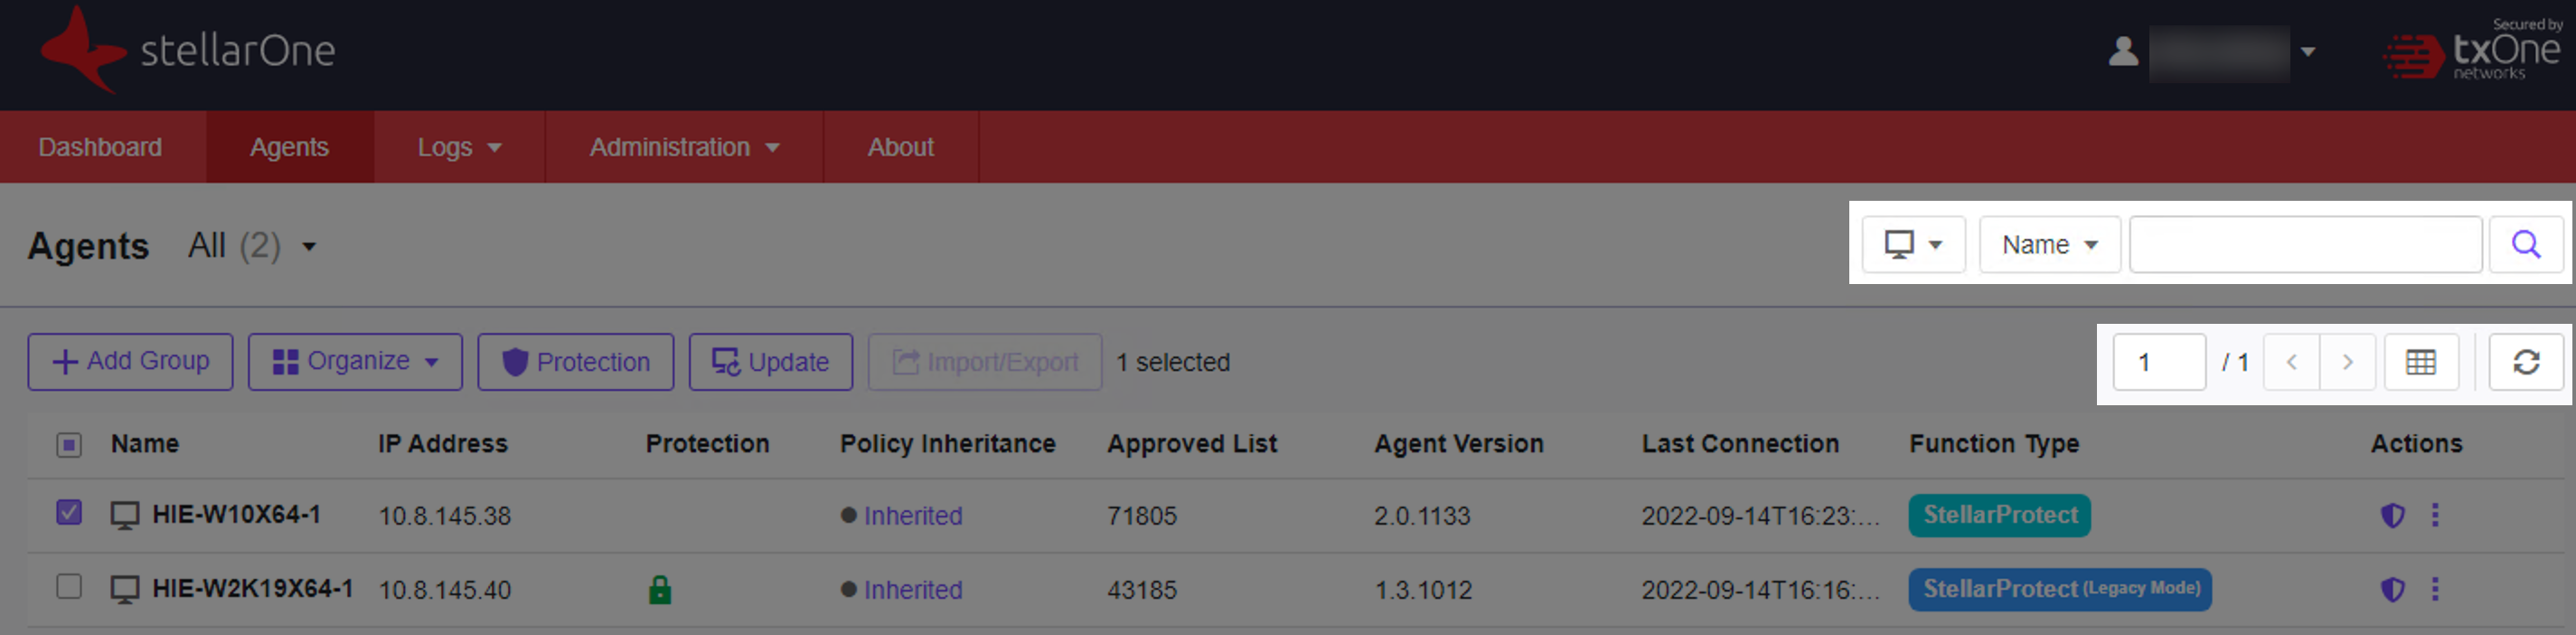 stellarOne
Secured by
txOne
networks
Dashboard Agents Logs Administration About
Agents All (2) Name
Add Group Organize Protection Update Import/Export 1 selected 1 / 1
Name IP Address Protection Policy Inheritance Approved List Agent Version Last Connection Function Type Actions
HIE-W10X64-1 10.8.145.38 Inherited 71805 2.0.1133 2022-09-14T16:23:... StellarProtect
HIE-W2K19X64-1 10.8.145.40 Inherited 43185 1.3.1012 2022-09-14T16:16:... StellarProtect (Legacy Mode)